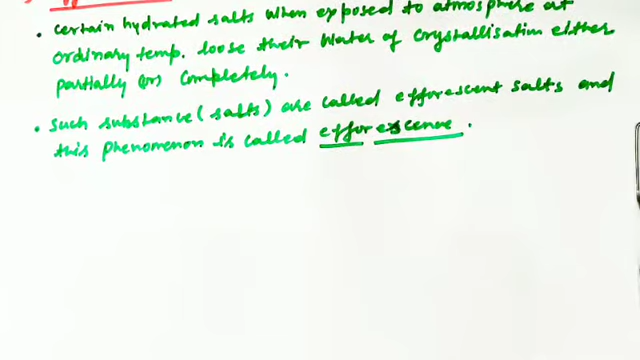 • certain hydrated salts when exposed to atmosphere at
ordinary temp. loose their water of crystallisation either
partially (or) completely.
• Such substance (salts) are called efforescent salts and
this phenomenon is called efforescence.